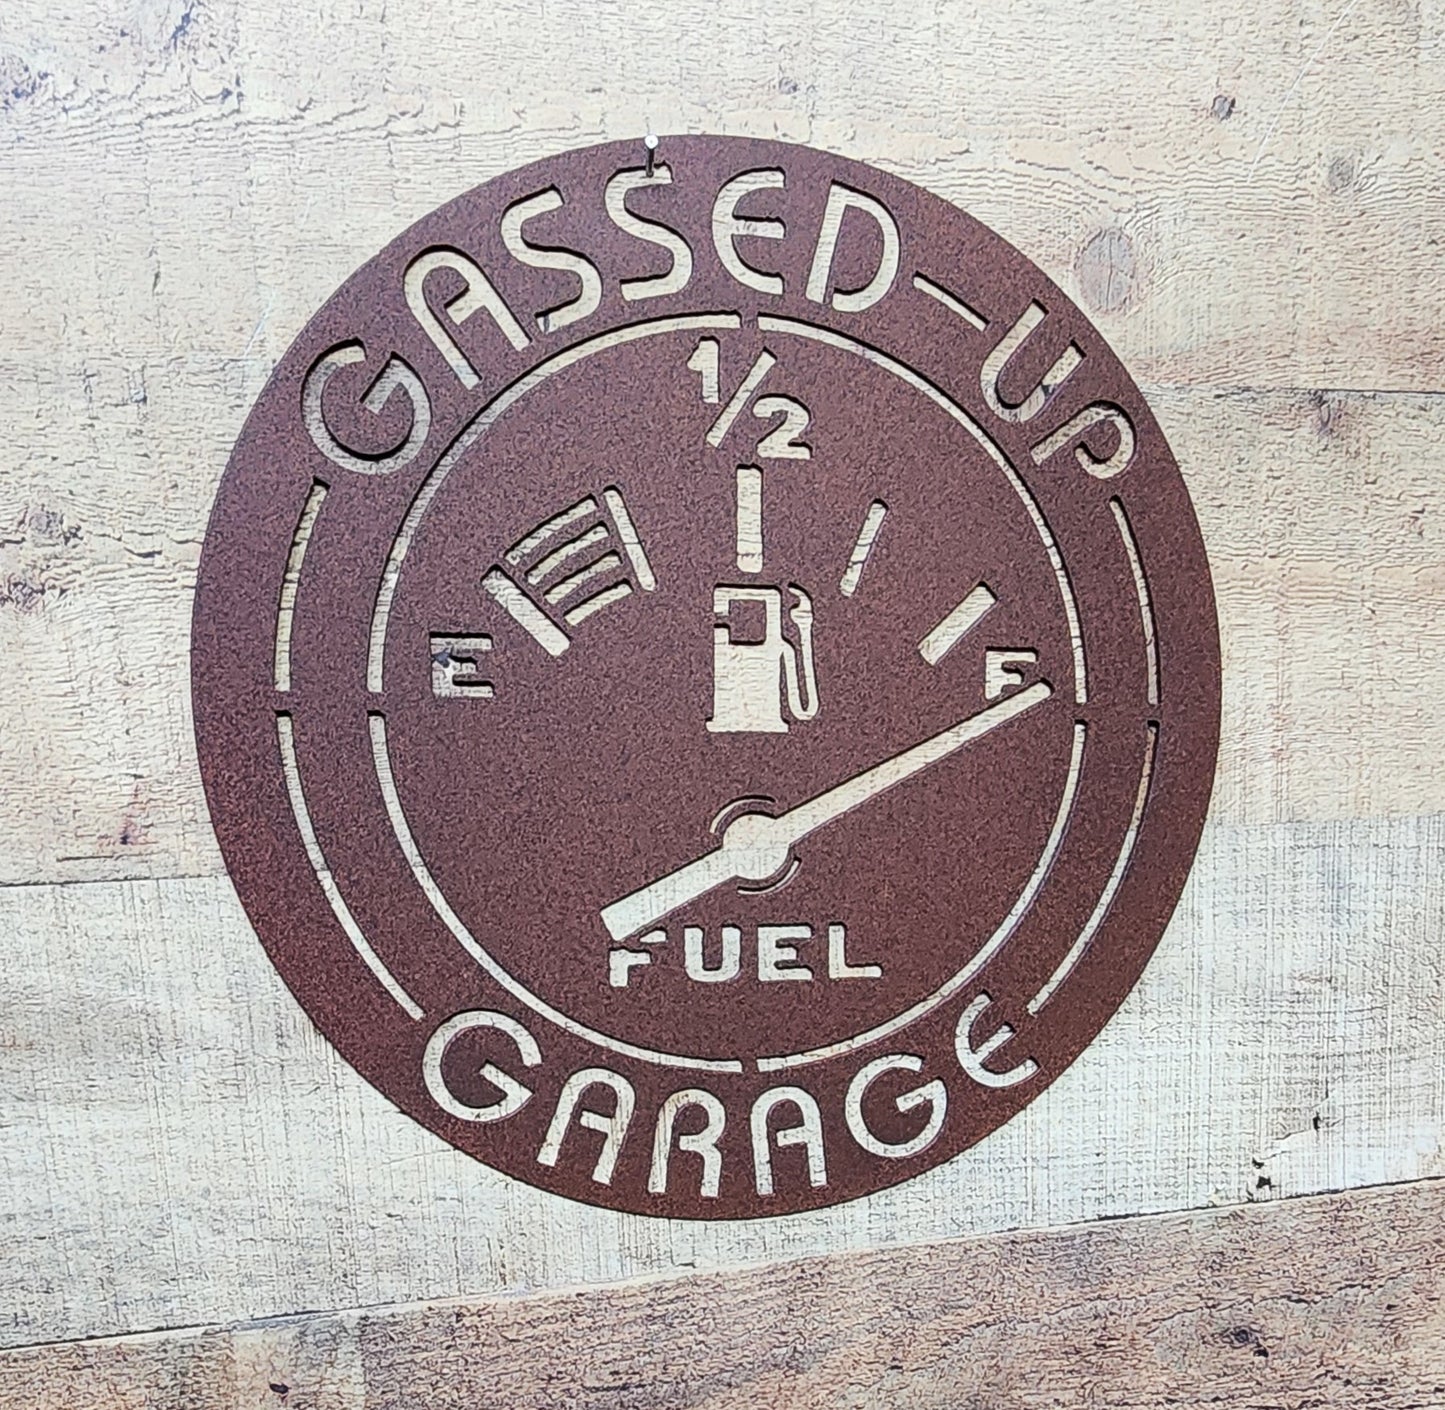 GASSED-UP
1/2
E
F
FUEL
GARAGE